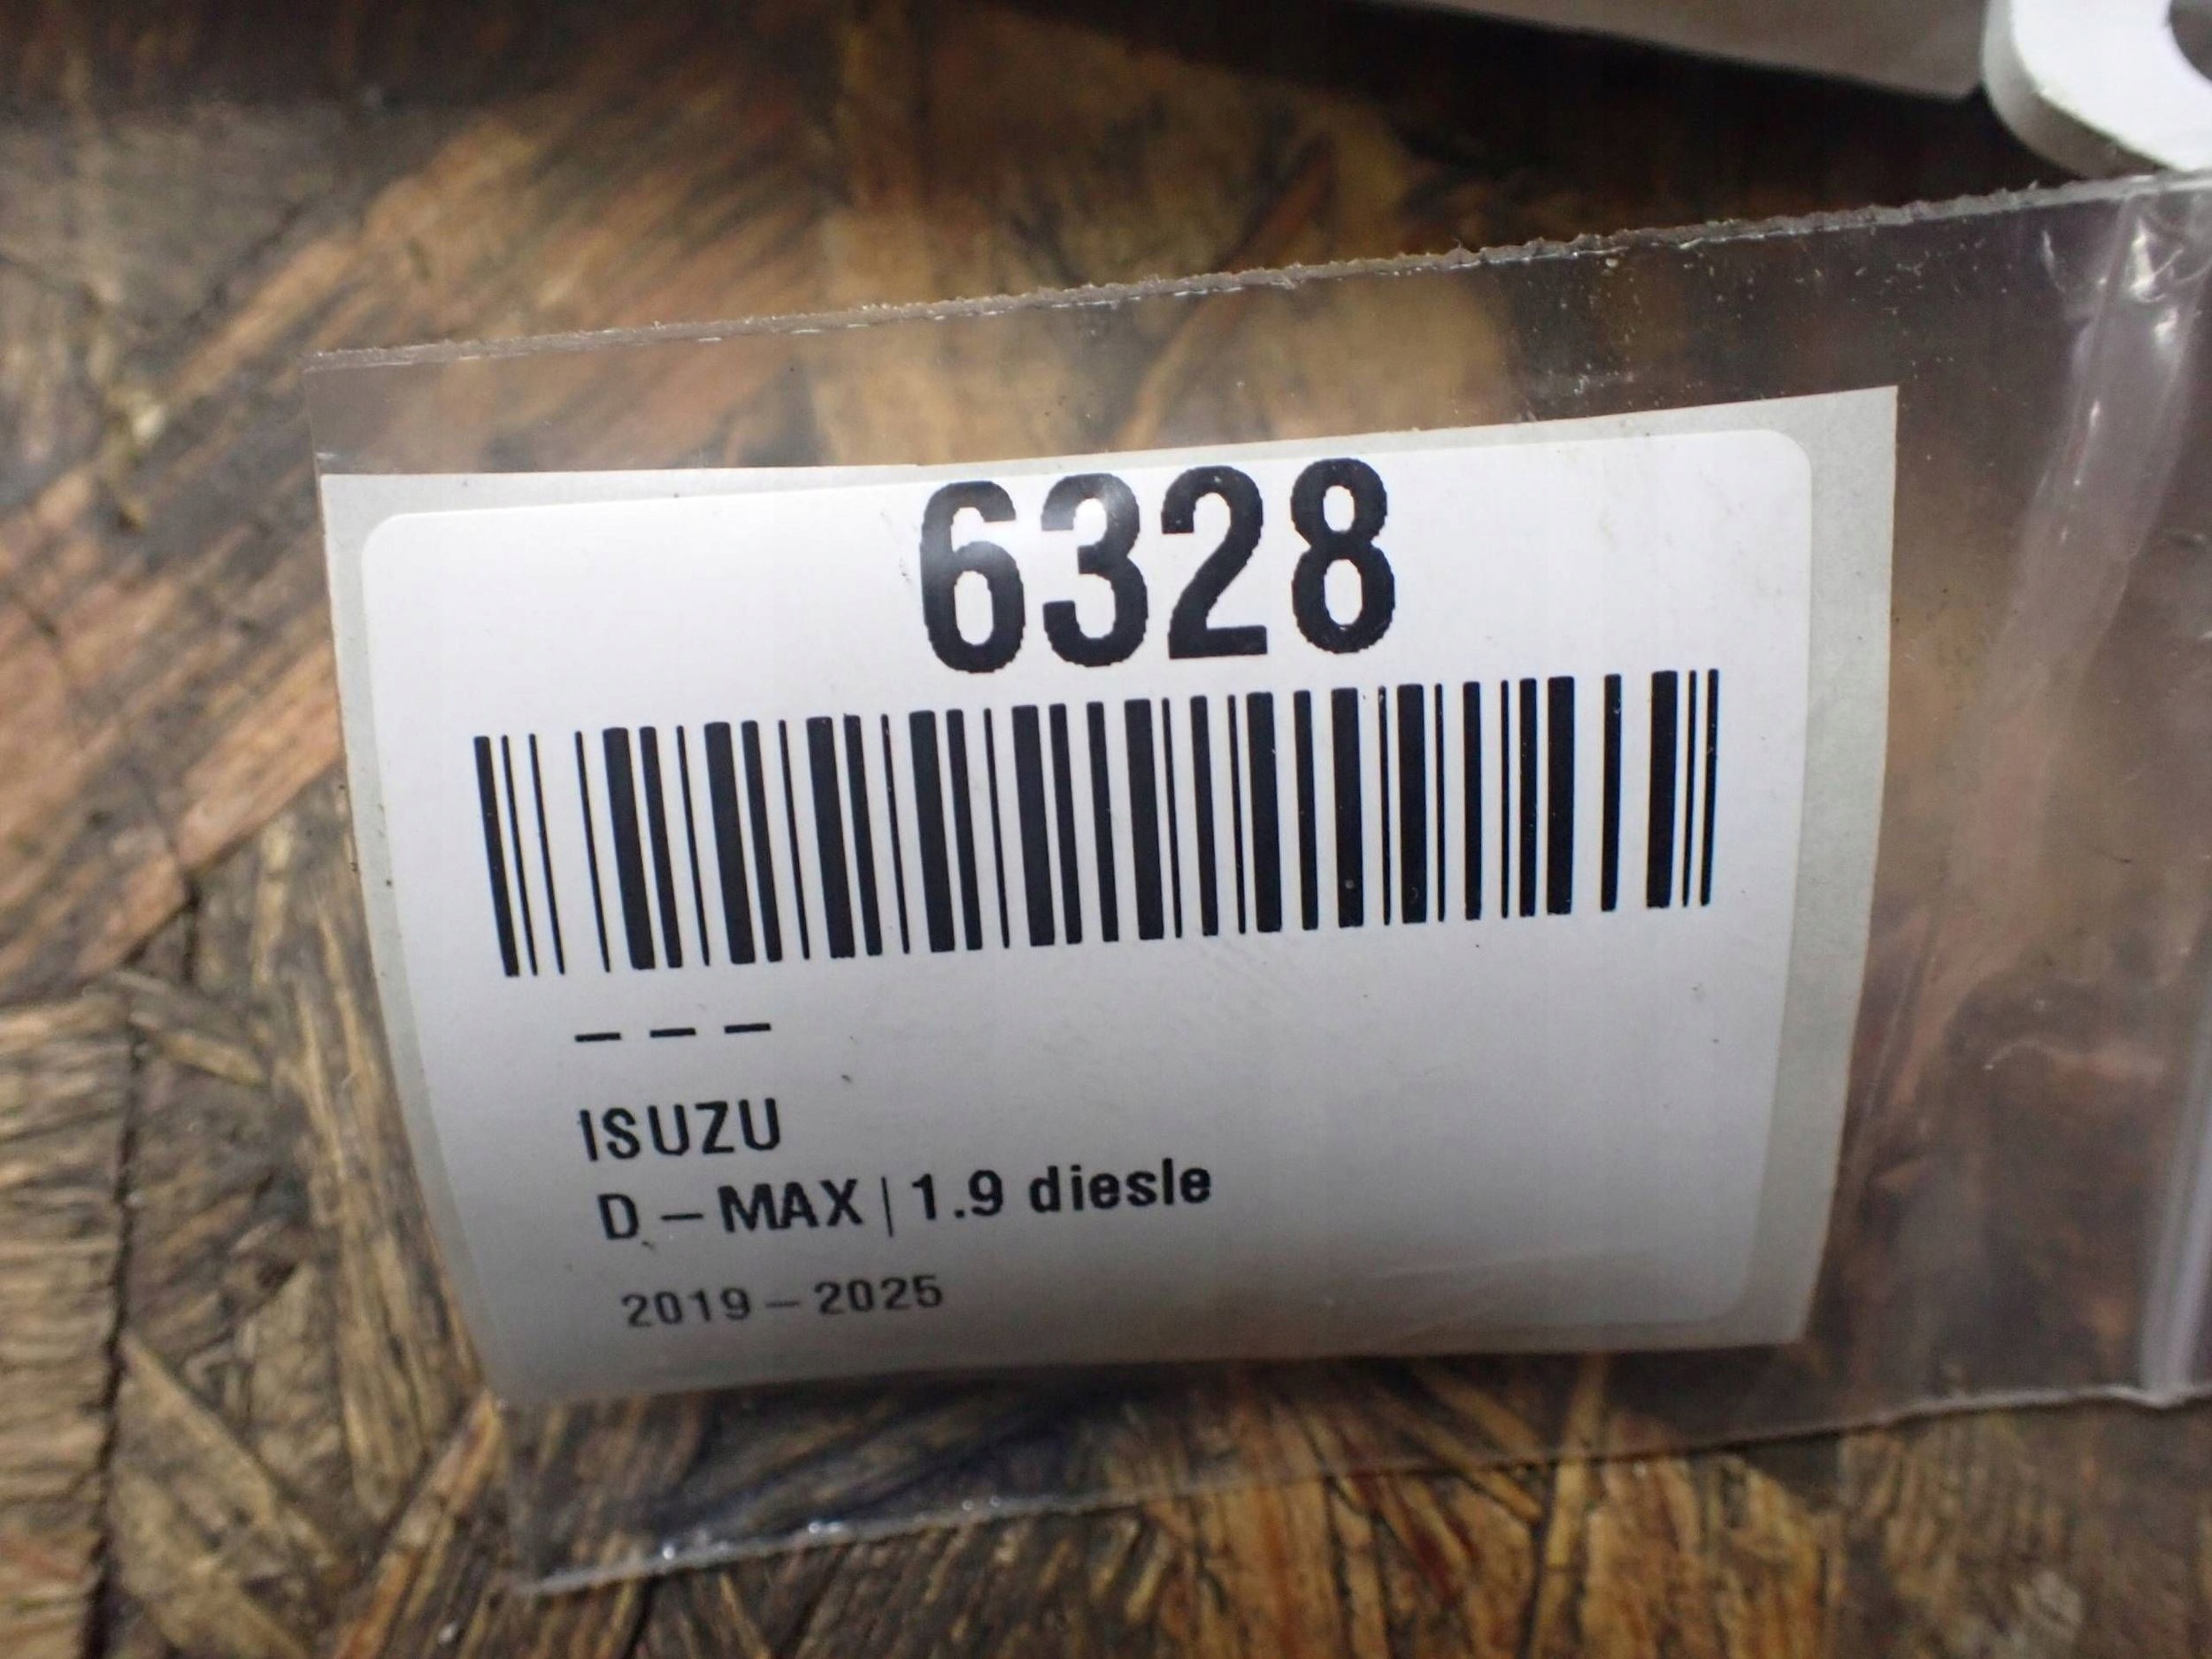 6328
– – –
ISUZU
D – MAX | 1.9 diesle
2019 – 2025